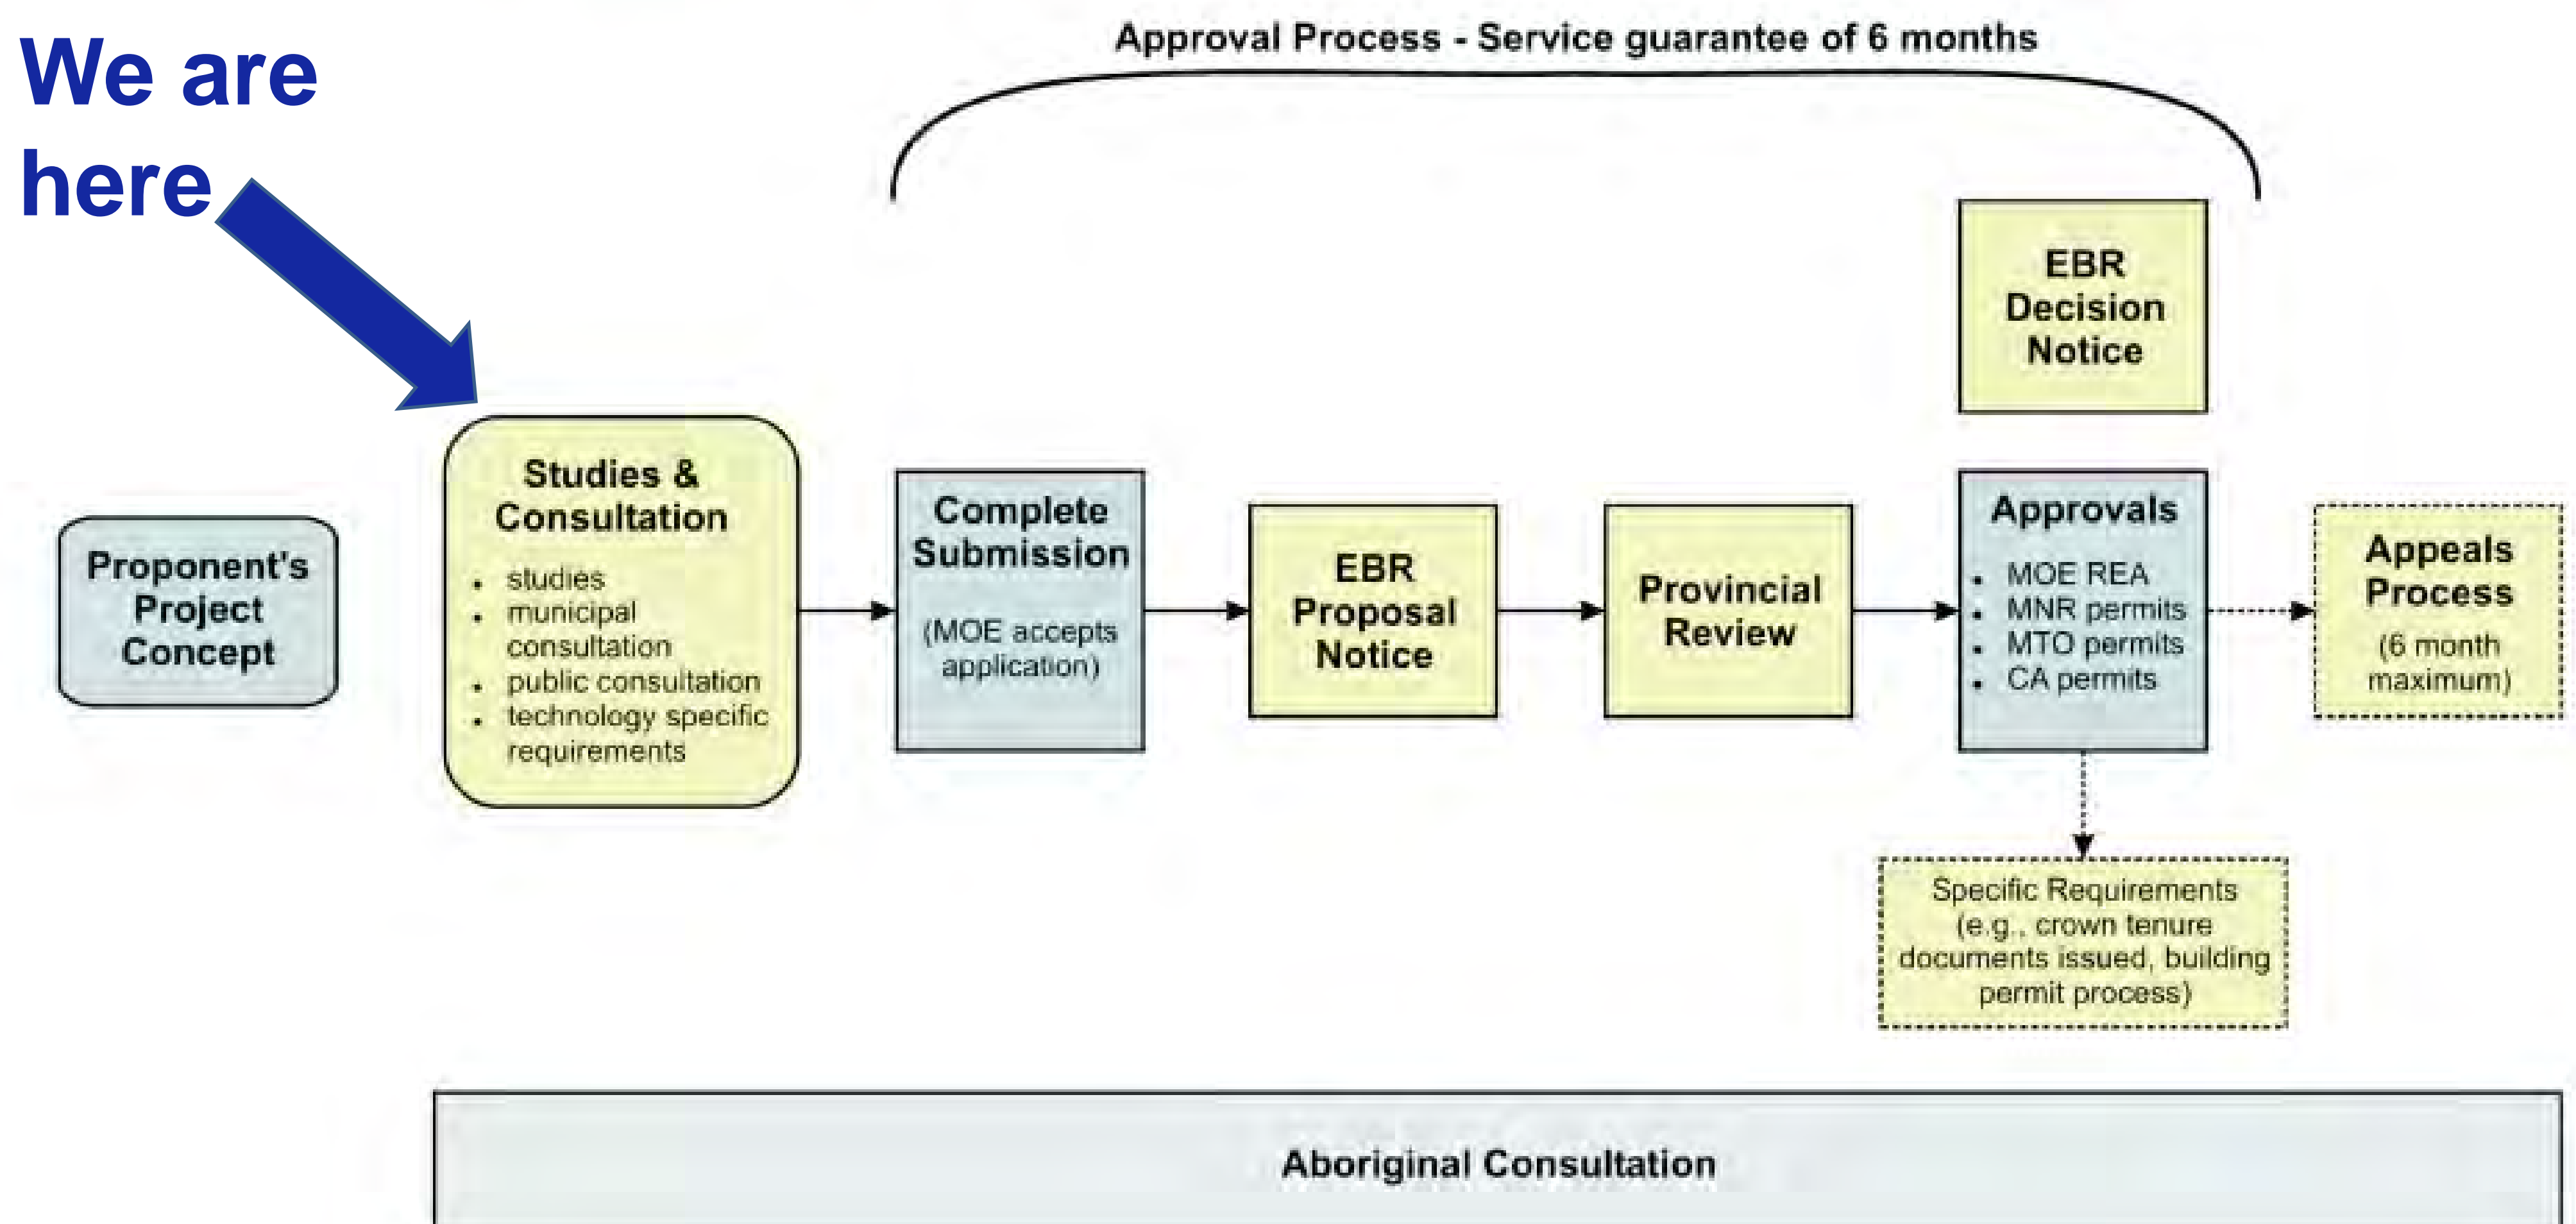 We are
here
Approval Process - Service guarantee of 6 months
Proponent's
Project
Concept
Studies &
Consultation
• studies
• municipal
consultation
• public consultation
• technology specific
requirements
Complete
Submission
(MOE accepts
application)
EBR
Proposal
Notice
Provincial
Review
EBR
Decision
Notice
Approvals
• MOE REA
• MNR permits
• MTO permits
• CA permits
Appeals
Process
(6 month
maximum)
Specific Requirements
(e.g., crown tenure
documents issued, building
permit process)
Aboriginal Consultation